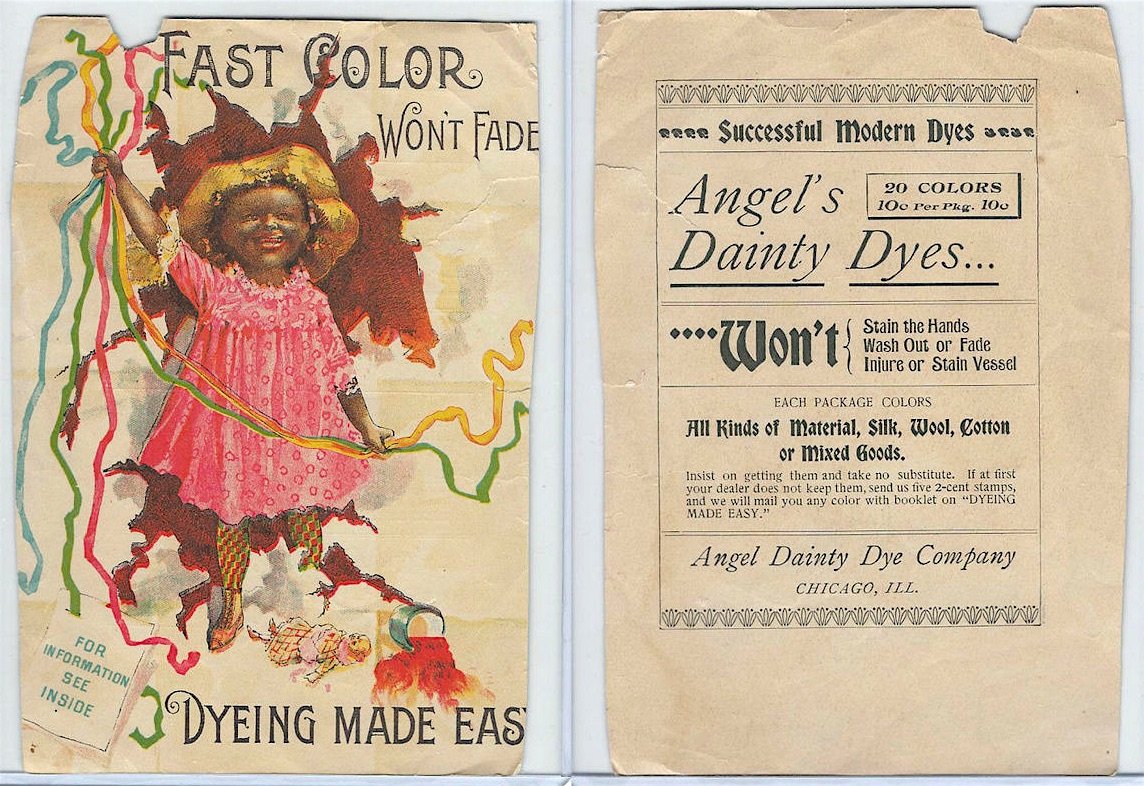 FAST COLOR
WON'T FADE
FOR
INFORMATION
SEE
INSIDE
DYEING MADE EASY
Successful Modern Dyes
Angel's
20 COLORS
10c Per Pkg. 10c
Dainty Dyes...
....Won't {
Stain the Hands
Wash Out or Fade
Injure or Stain Vessel
EACH PACKAGE COLORS
All Kinds of Material, Silk, Wool, Cotton
or Mixed Goods.
Insist on getting them and take no substitute. If at first
your dealer does not keep them, send us five 2-cent stamps,
and we will mail you any color with booklet on "DYEING
MADE EASY."
Angel Dainty Dye Company
CHICAGO, ILL.